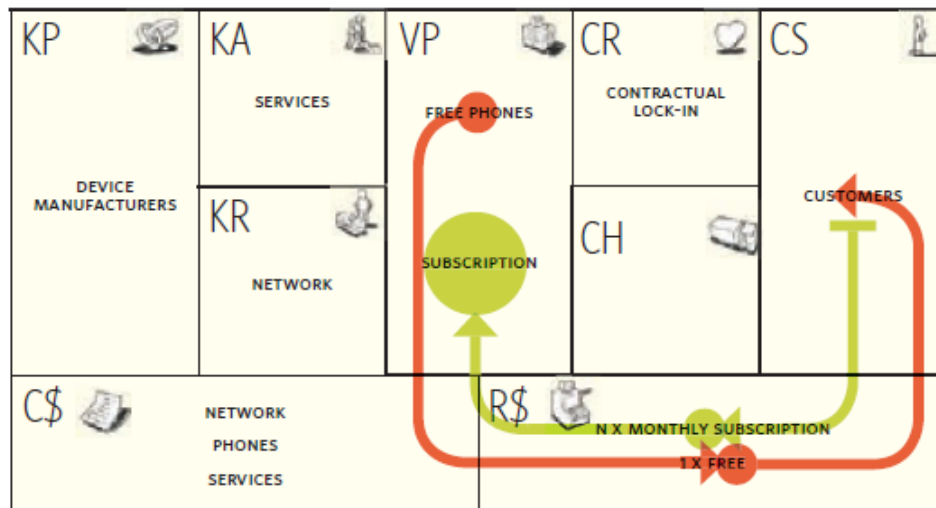 KP
KA
VP
CR
CS
SERVICES
FREE PHONES
CONTRACTUAL
LOCK-IN
DEVICE
MANUFACTURERS
CUSTOMERS
KR
CH
NETWORK
SUBSCRIPTION
C$
NETWORK
PHONES
SERVICES
R$
N X MONTHLY SUBSCRIPTION
1 X FREE